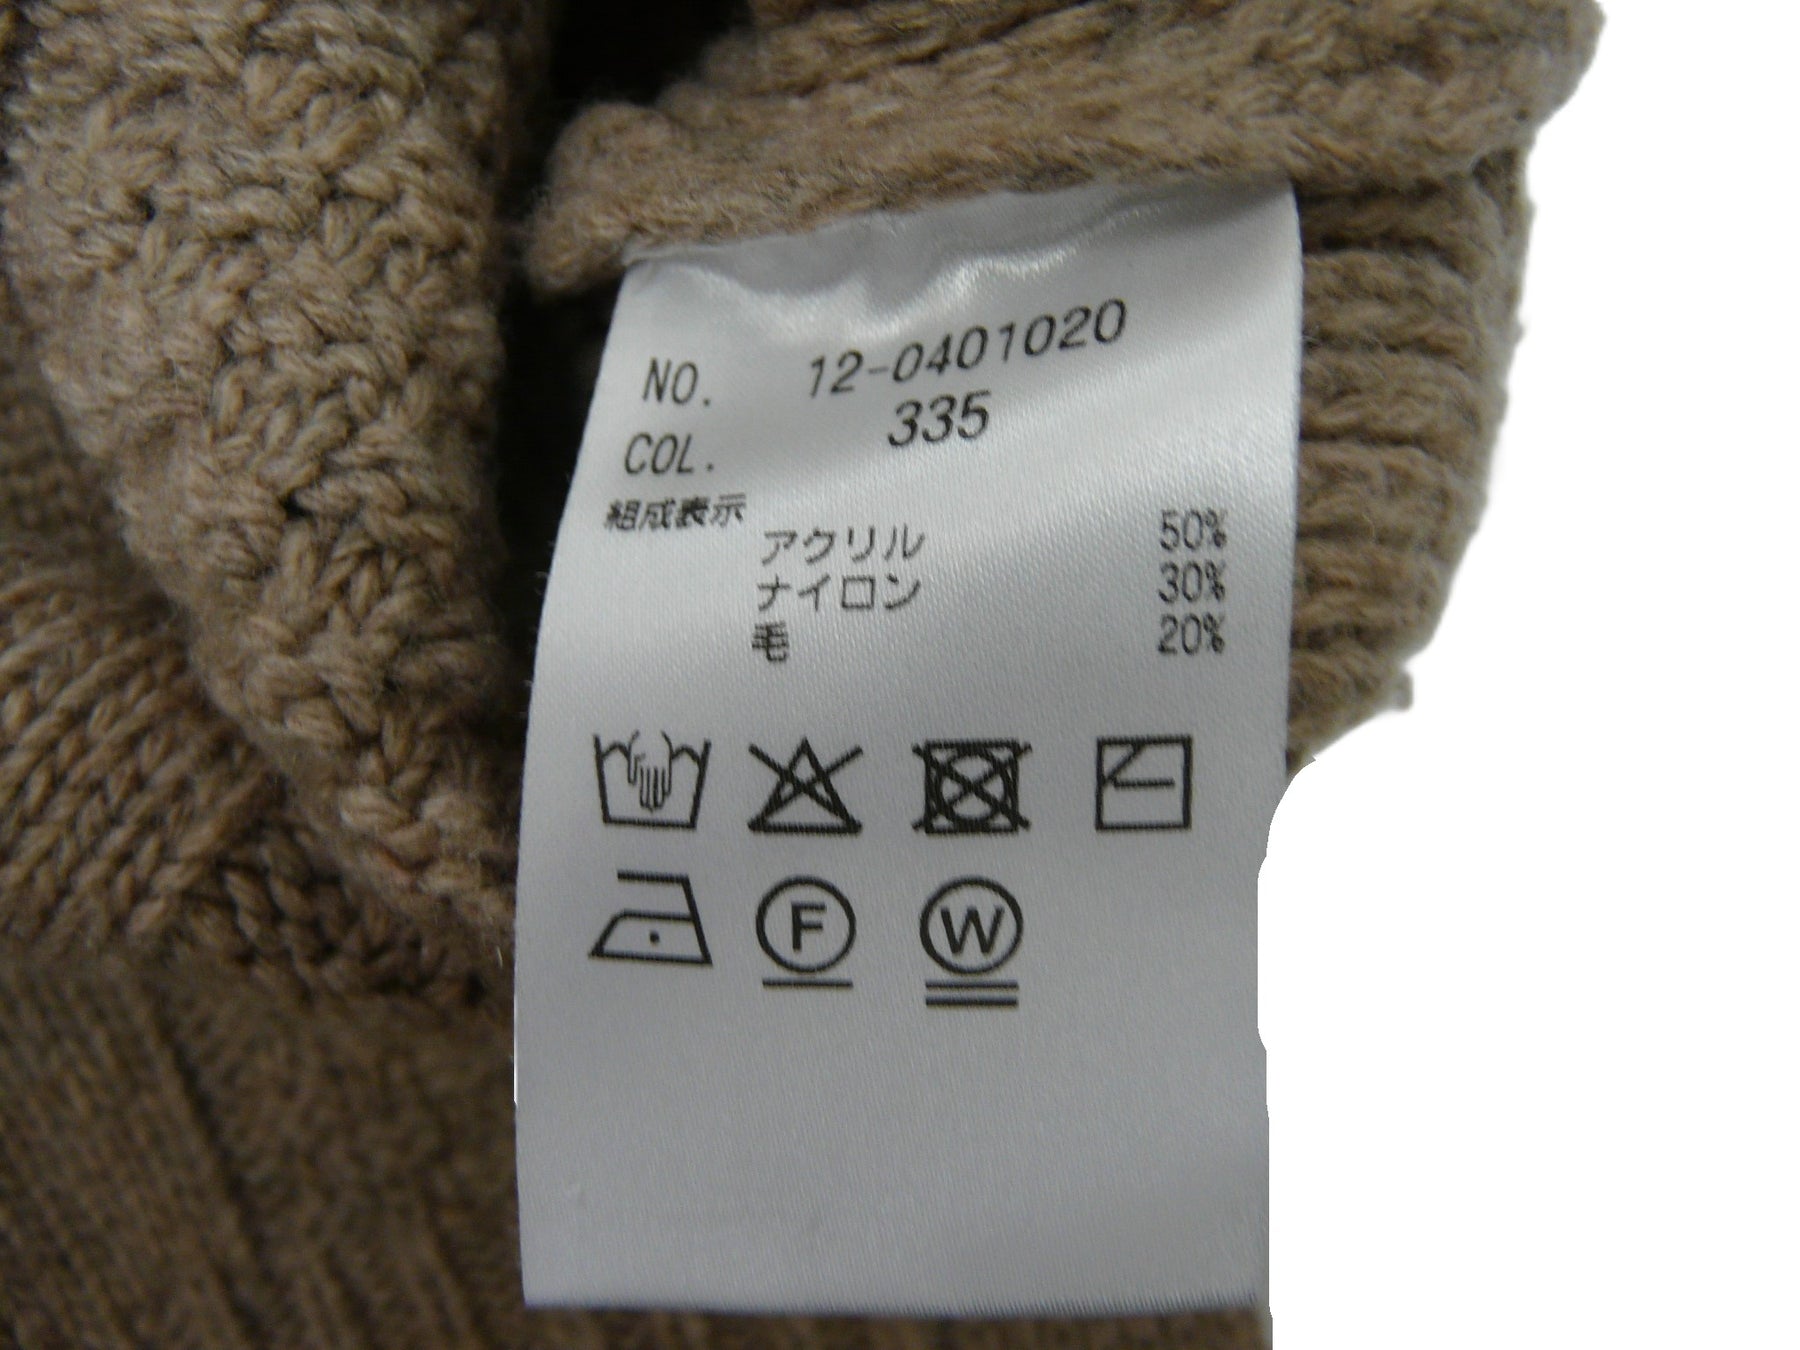 NO. 12-0401020
COL. 335
組成表示
アクリル 50%
ナイロン 30%
毛 20%
F W